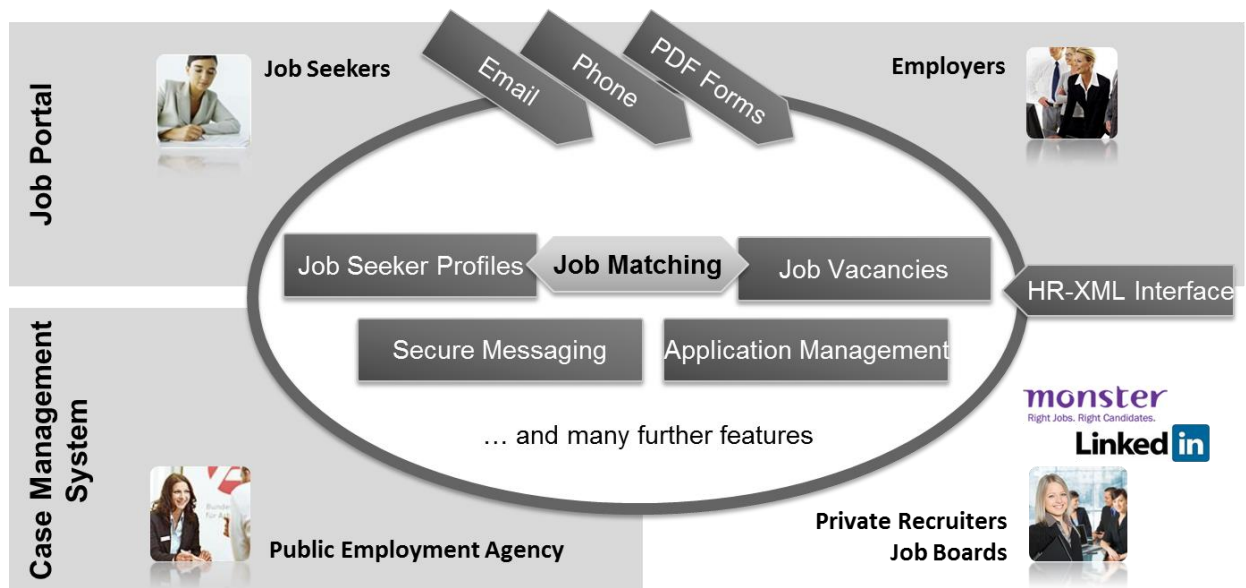 Job Portal
Job Seekers
Email
Phone
PDF Forms
Employers
Job Seeker Profiles
Job Matching
Job Vacancies
HR-XML Interface
Secure Messaging
Application Management
… and many further features
Case Management
System
Public Employment Agency
monster
Right Jobs. Right Candidates.
Linked in
Private Recruiters
Job Boards